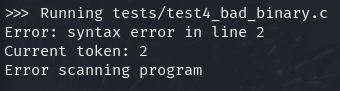 >>> Running tests/test4_bad_binary.c
Error: syntax error in line 2
Current token: 2
Error scanning program